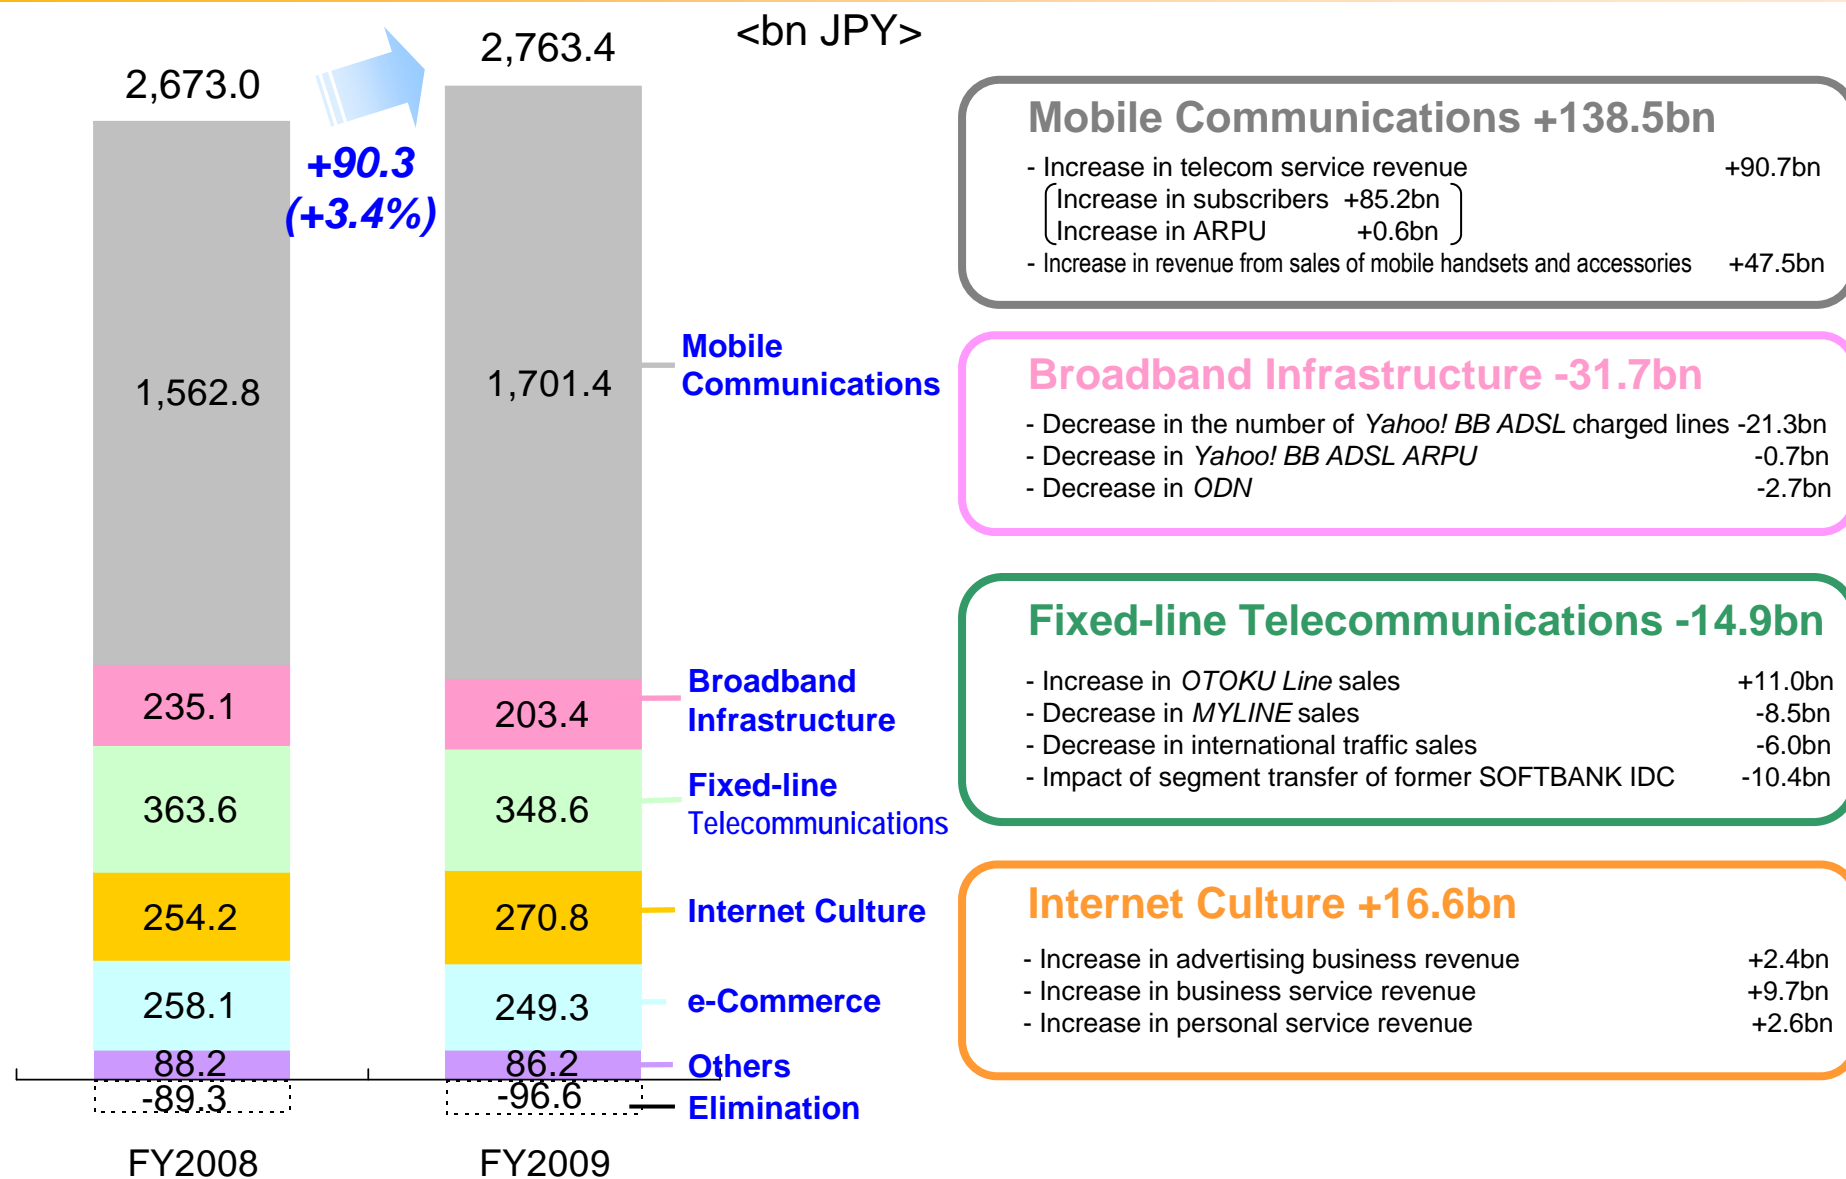 <bn JPY>
2,673.0
2,763.4
+90.3
(+3.4%)
1,562.8
1,701.4
Mobile
Communications
235.1
203.4
Broadband
Infrastructure
363.6
348.6
Fixed-line
Telecommunications
254.2
270.8
Internet Culture
258.1
249.3
e-Commerce
88.2
86.2
Others
-89.3
-96.6
Elimination
FY2008
FY2009
Mobile Communications +138.5bn
- Increase in telecom service revenue +90.7bn
Increase in subscribers +85.2bn
Increase in ARPU +0.6bn
- Increase in revenue from sales of mobile handsets and accessories +47.5bn
Broadband Infrastructure -31.7bn
- Decrease in the number of Yahoo! BB ADSL charged lines -21.3bn
- Decrease in Yahoo! BB ADSL ARPU -0.7bn
- Decrease in ODN -2.7bn
Fixed-line Telecommunications -14.9bn
- Increase in OTOKU Line sales +11.0bn
- Decrease in MYLINE sales -8.5bn
- Decrease in international traffic sales -6.0bn
- Impact of segment transfer of former SOFTBANK IDC -10.4bn
Internet Culture +16.6bn
- Increase in advertising business revenue +2.4bn
- Increase in business service revenue +9.7bn
- Increase in personal service revenue +2.6bn